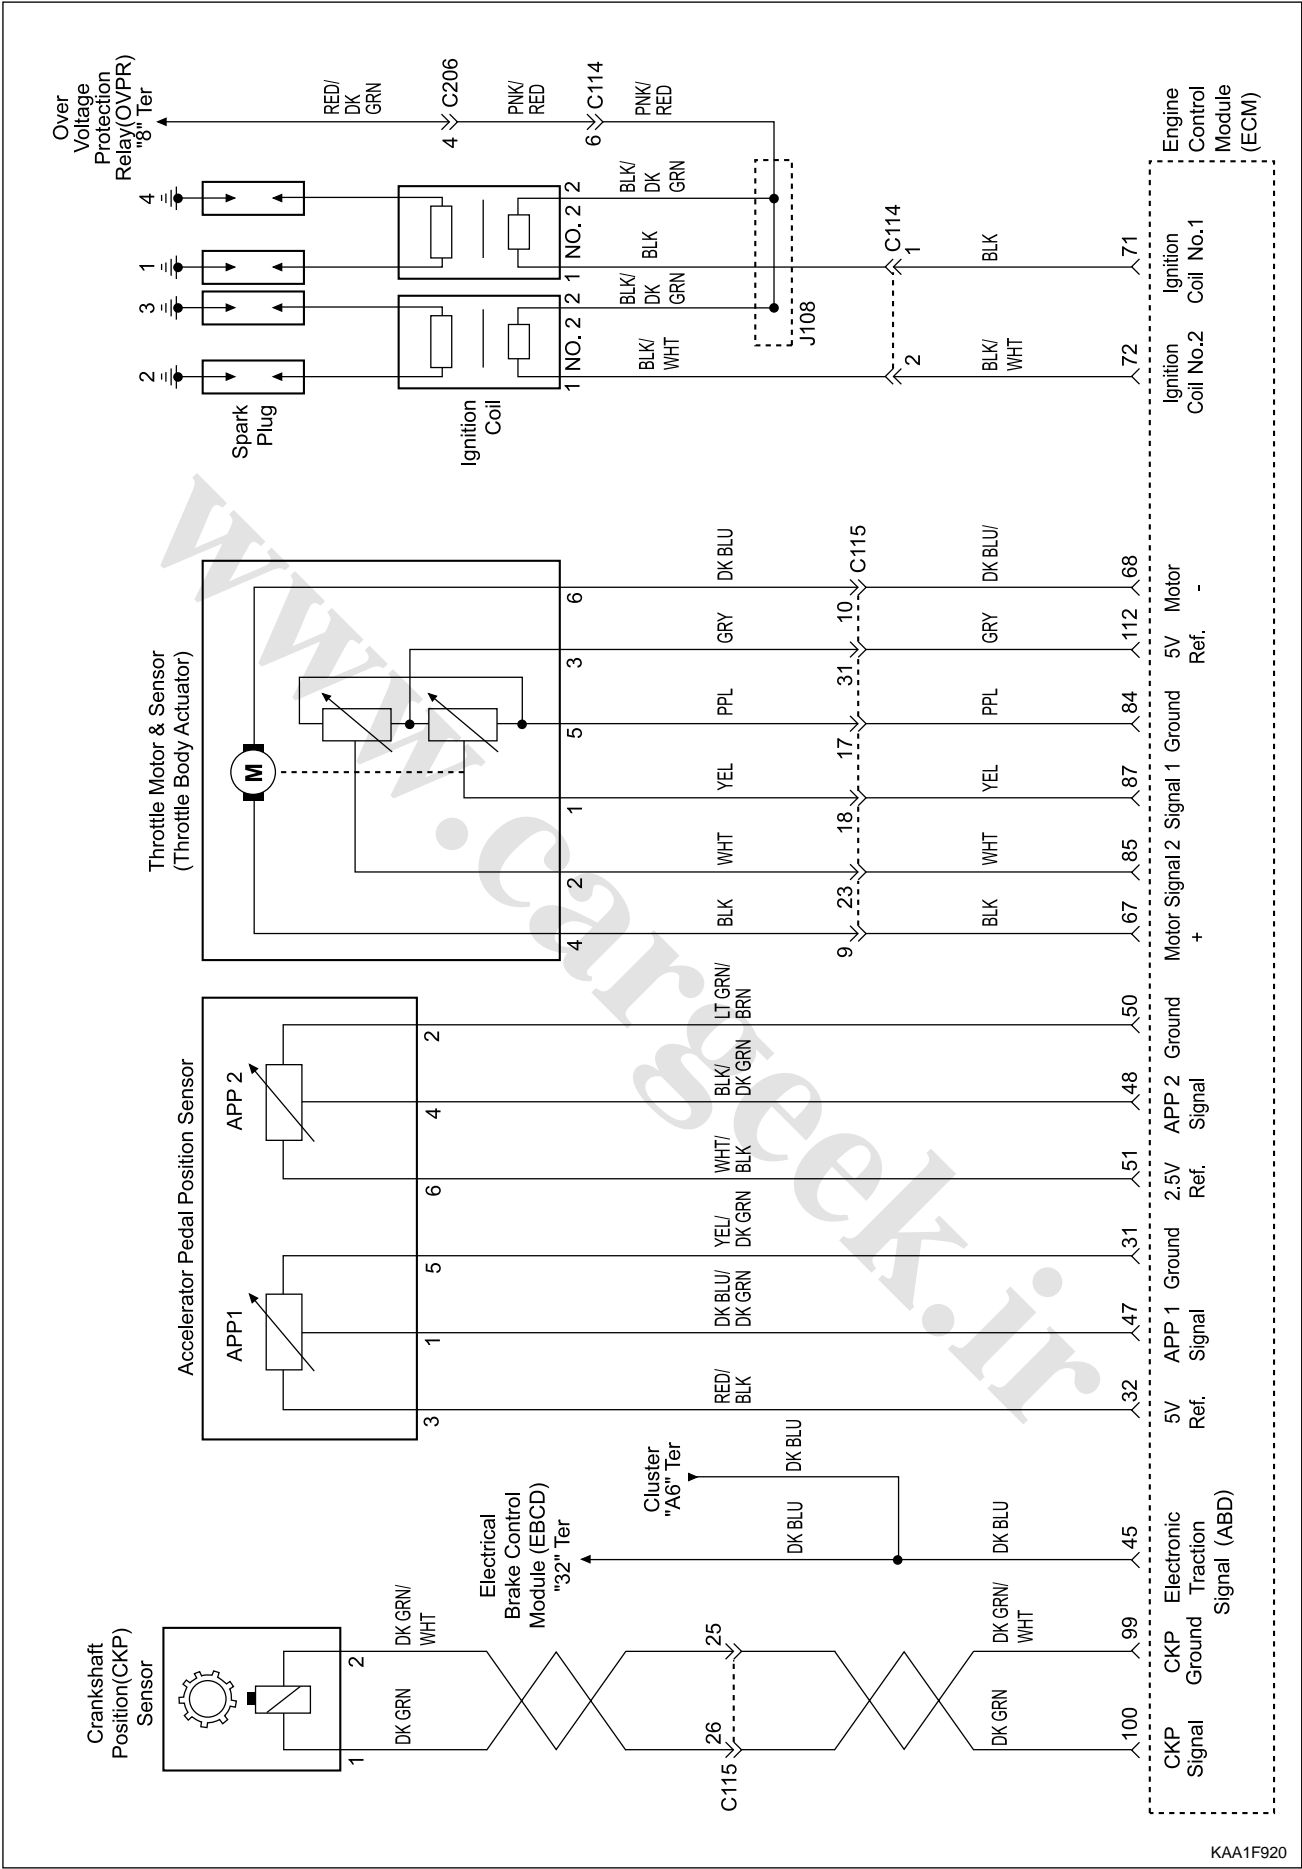 Over
Voltage
Protection
Relay(OVPR)
"8" Ter
RED/
DK
GRN
4
C206
PNK/
RED
6
C114
PNK/
RED
4
1
3
2
Spark
Plug
NO. 2
2
1
NO. 2
2
1
Ignition
Coil
BLK/
DK
GRN
BLK
BLK/
DK
GRN
BLK/
WHT
J108
C114
1
2
BLK
BLK/
WHT
71
72
Ignition
Coil No.1
Ignition
Coil No.2
Engine
Control
Module
(ECM)
Throttle Motor & Sensor
(Throttle Body Actuator)
M
6
3
5
1
2
4
DK BLU
GRY
PPL
YEL
WHT
BLK
C115
10
31
17
18
23
9
DK BLU/
GRY
PPL
YEL
WHT
BLK
68
112
84
87
85
67
Motor
-
5V
Ref.
Ground
Signal 1
Signal 2
Motor
+
Accelerator Pedal Position Sensor
APP 2
APP1
2
4
6
5
1
3
LT GRN/
BRN
BLK/
DK GRN
WHT/
BLK
YEL/
DK GRN
DK BLU/
DK GRN
RED/
BLK
50
48
51
31
47
32
Ground
APP 2
Signal
2.5V
Ref.
Ground
APP 1
Signal
5V
Ref.
Cluster
"A6" Ter
DK BLU
Electrical
Brake Control
Module (EBCD)
"32" Ter
DK BLU
DK BLU
45
Electronic
Traction
Signal (ABD)
Crankshaft
Position(CKP)
Sensor
2
1
DK GRN/
WHT
DK GRN
25
26
C115
DK GRN/
WHT
DK GRN
99
100
CKP
Ground
CKP
Signal
KAA1F920
www.cargeek.ir